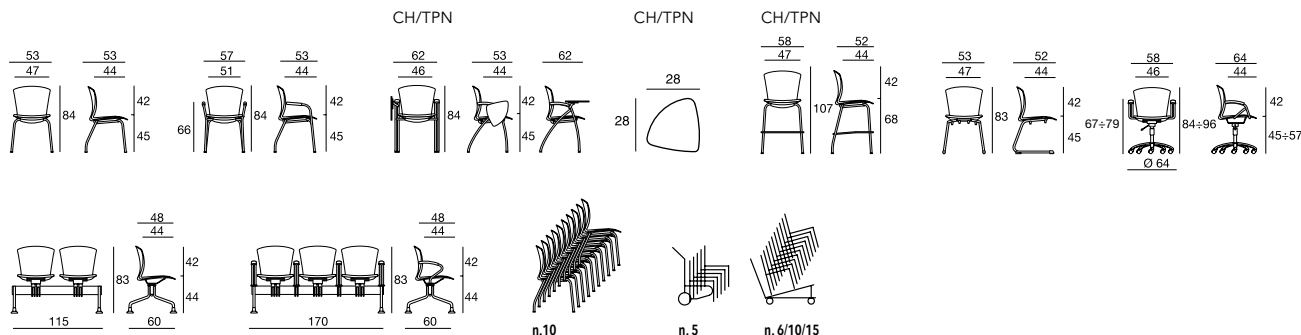 CH/TPN CH/TPN CH/TPN
53 53 57 53 62 53 62 28 58 52 53 52 58 64
47 44 51 44 46 44 47 44 47 44 46 44
84 42 45 66 84 42 45 84 42 45 28 107 42 68 83 42 45 67÷79 84÷96 42 45÷57
Ø 64
48 48
44 44
83 42 44 83 42 44
115 60 170 60
n.10 n. 5 n. 6/10/15